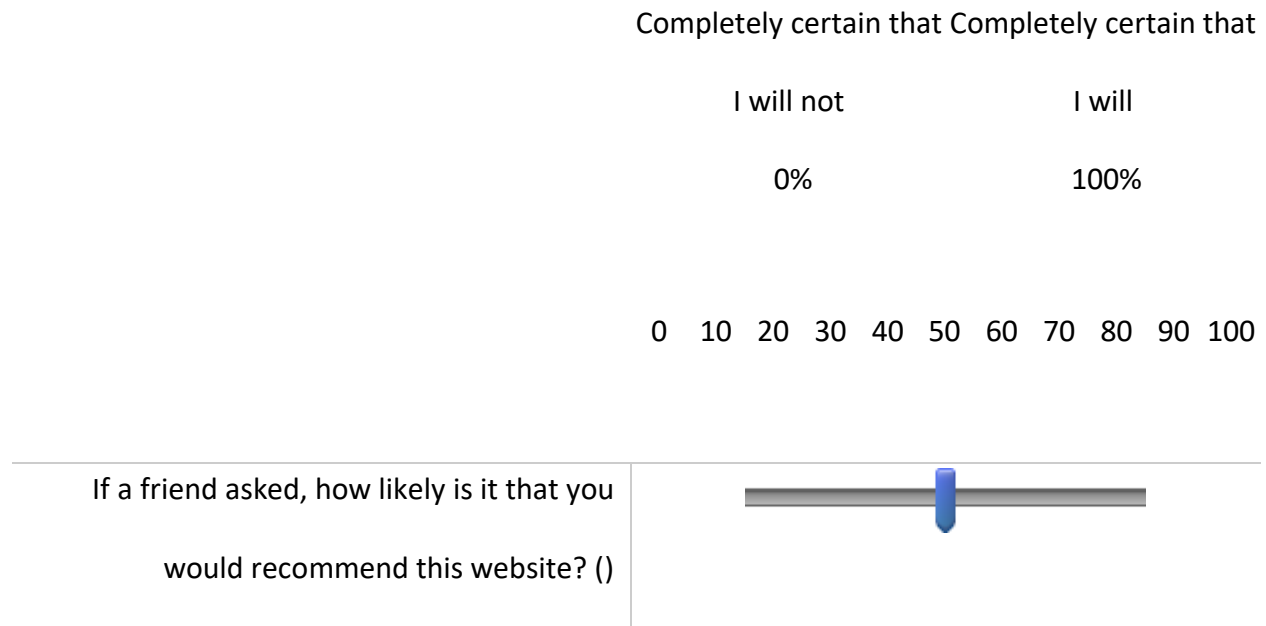 Completely certain that Completely certain that
I will not I will
0% 100%
0 10 20 30 40 50 60 70 80 90 100
If a friend asked, how likely is it that you
would recommend this website? ()